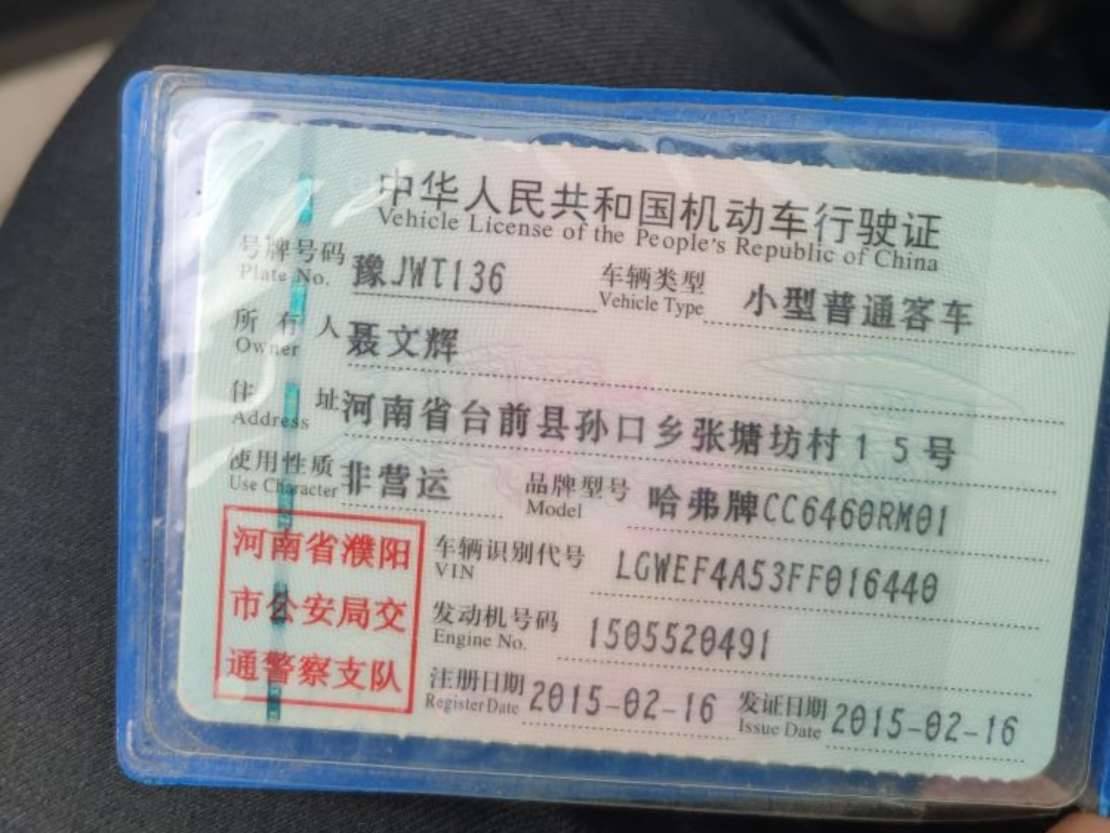 中华人民共和国机动车行驶证
Vehicle License of the People's Republic of China
号牌号码 豫JWT136 车辆类型 小型普通客车
Plate No. Vehicle Type
所有人 聂文辉
Owner
住址 河南省台前县孙口乡张塘坊村15号
Address
使用性质 非营运 品牌型号 哈弗牌CC6460RM01
Use Character Model
河南省濮阳
市公安局交
通警察支队
车辆识别代号 LGWEF4A53FF016440
VIN
发动机号码 1505520491
Engine No.
注册日期 2015-02-16 发证日期 2015-02-16
Register Date Issue Date